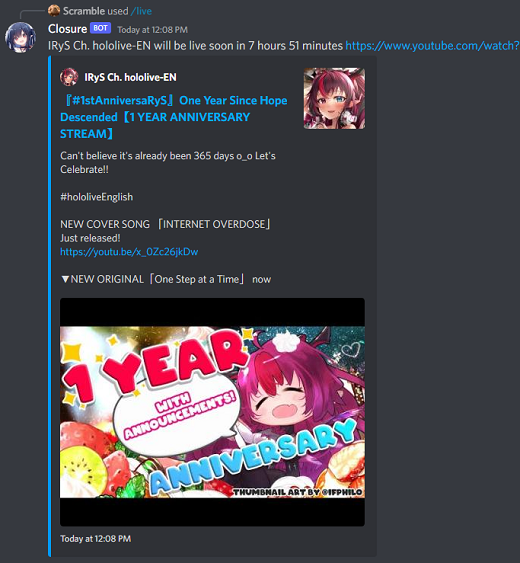 Scramble used /live
Closure BOT Today at 12:08 PM
IRyS Ch. hololive-EN will be live soon in 7 hours 51 minutes https://www.youtube.com/watch?
IRyS Ch. hololive-EN
『#1stAnniversaRyS』One Year Since Hope
Descended【1 YEAR ANNIVERSARY
STREAM】
Can't believe it's already been 365 days o_o Let's
Celebrate!!
#hololiveEnglish
NEW COVER SONG 「INTERNET OVERDOSE」
Just released!
https://youtu.be/x_0Zc26jkDw
▼NEW ORIGINAL「One Step at a Time」 now
1 YEAR
WITH
ANNOUNCEMENTS!
ANNIVERSARY
THUMBNAIL ART BY @IFPHILO
Today at 12:08 PM